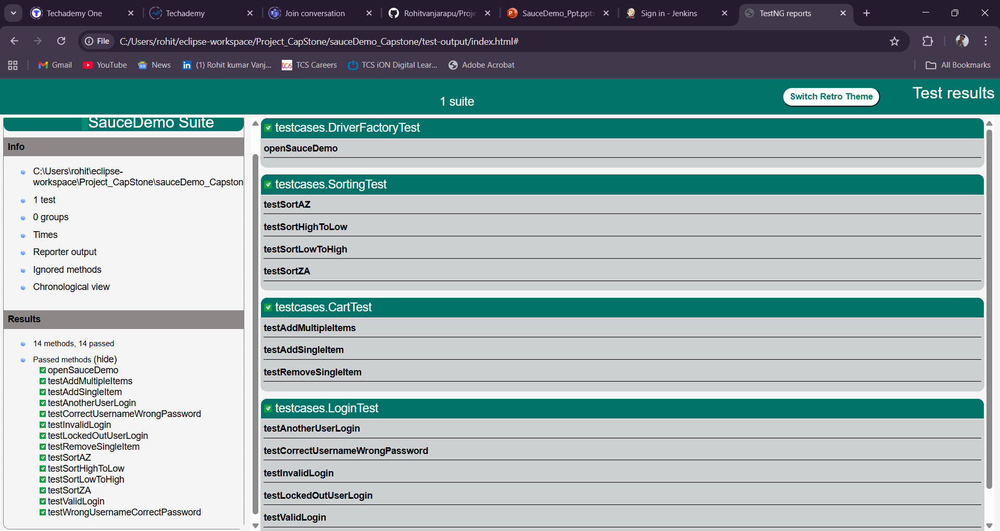 Techademy One
Techademy
Join conversation
Rohitvanjarapu/Proje
SauceDemo_Ppt.pptx
Sign in - Jenkins
TestNG reports
File
C:/Users/rohit/eclipse-workspace/Project_CapStone/sauceDemo_Capstone/test-output/index.html#
Gmail
YouTube
News
(1) Rohit kumar Vanj...
TCS Careers
TCS iON Digital Lear...
Adobe Acrobat
All Bookmarks
1 suite
Switch Retro Theme
Test results
SauceDemo Suite
Info
C:\Users\rohit\eclipse-
workspace\Project_CapStone\sauceDemo_Capston
1 test
0 groups
Times
Reporter output
Ignored methods
Chronological view
Results
14 methods, 14 passed
Passed methods (hide)
openSauceDemo
testAddMultipleItems
testAddSingleItem
testAnotherUserLogin
testCorrectUsernameWrongPassword
testInvalidLogin
testLockedOutUserLogin
testRemoveSingleItem
testSortAZ
testSortHighToLow
testSortLowToHigh
testSortZA
testValidLogin
testWrongUsernameCorrectPassword
testcases.DriverFactoryTest
openSauceDemo
testcases.SortingTest
testSortAZ
testSortHighToLow
testSortLowToHigh
testSortZA
testcases.CartTest
testAddMultipleItems
testAddSingleItem
testRemoveSingleItem
testcases.LoginTest
testAnotherUserLogin
testCorrectUsernameWrongPassword
testInvalidLogin
testLockedOutUserLogin
testValidLogin